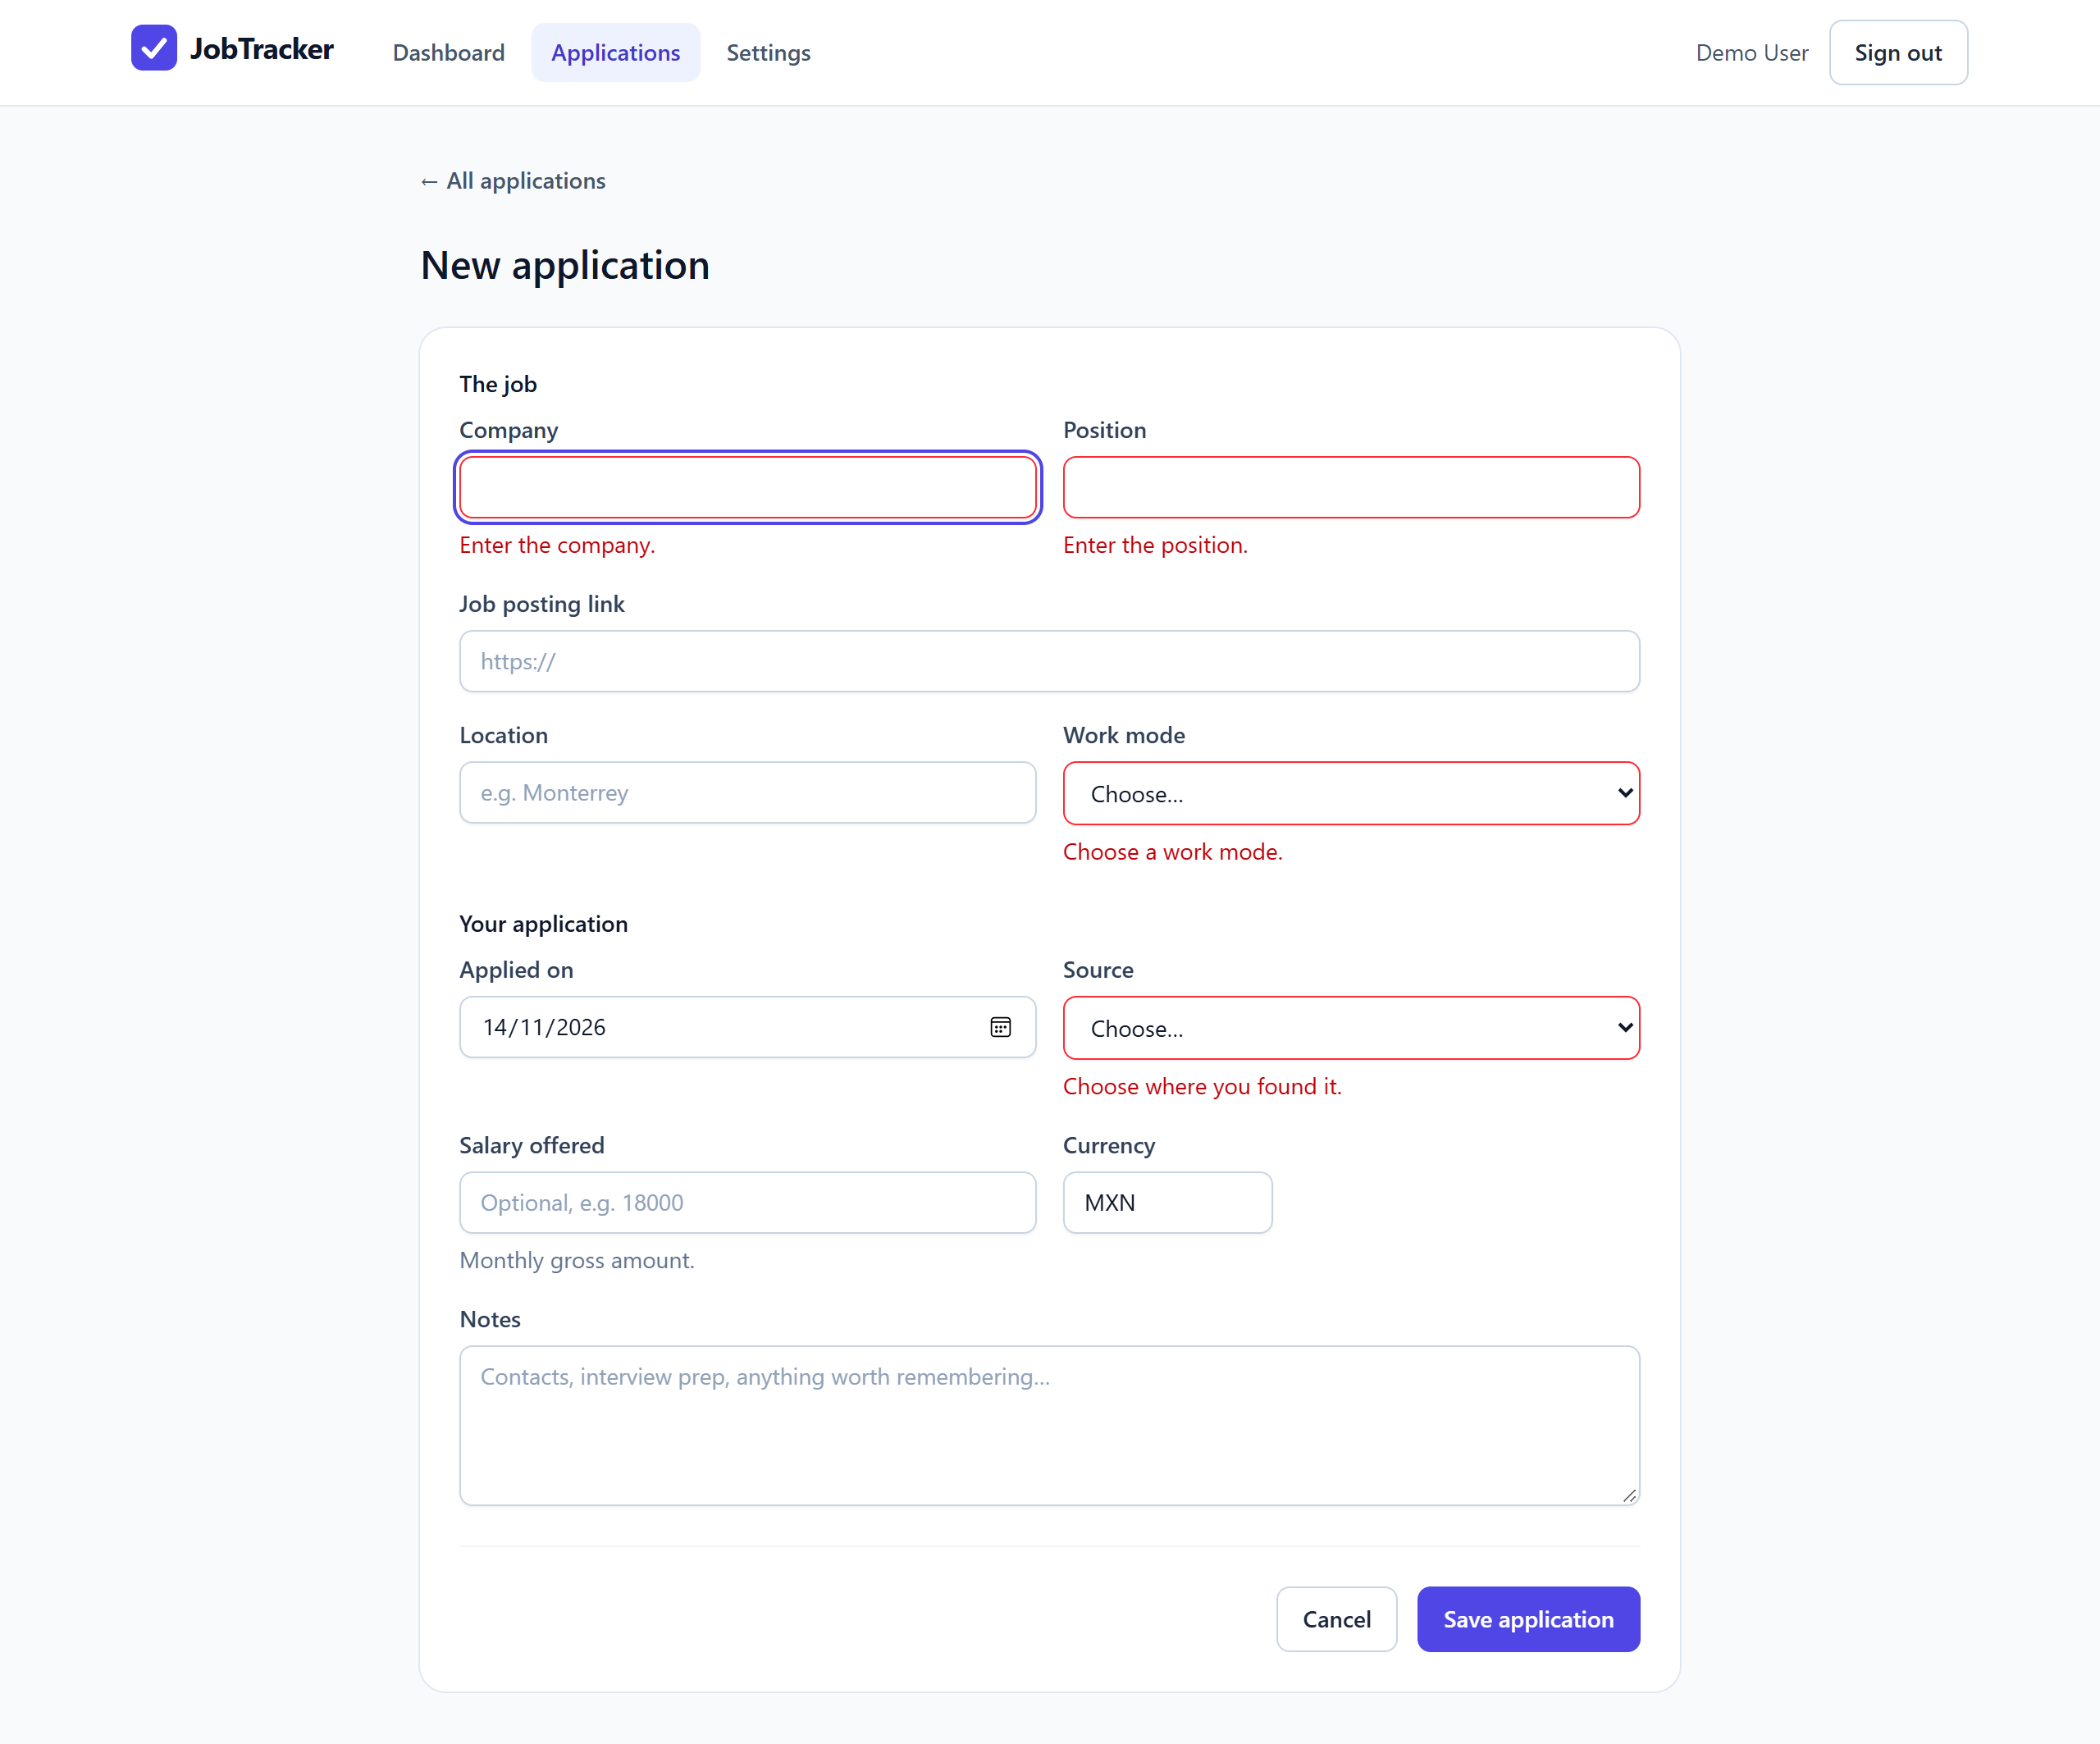 JobTracker Dashboard Applications Settings Demo User Sign out
← All applications
New application
The job
Company Position
Enter the company. Enter the position.
Job posting link
https://
Location Work mode
e.g. Monterrey Choose...
Choose a work mode.
Your application
Applied on Source
14/11/2026 Choose...
Choose where you found it.
Salary offered Currency
Optional, e.g. 18000 MXN
Monthly gross amount.
Notes
Contacts, interview prep, anything worth remembering...
Cancel Save application